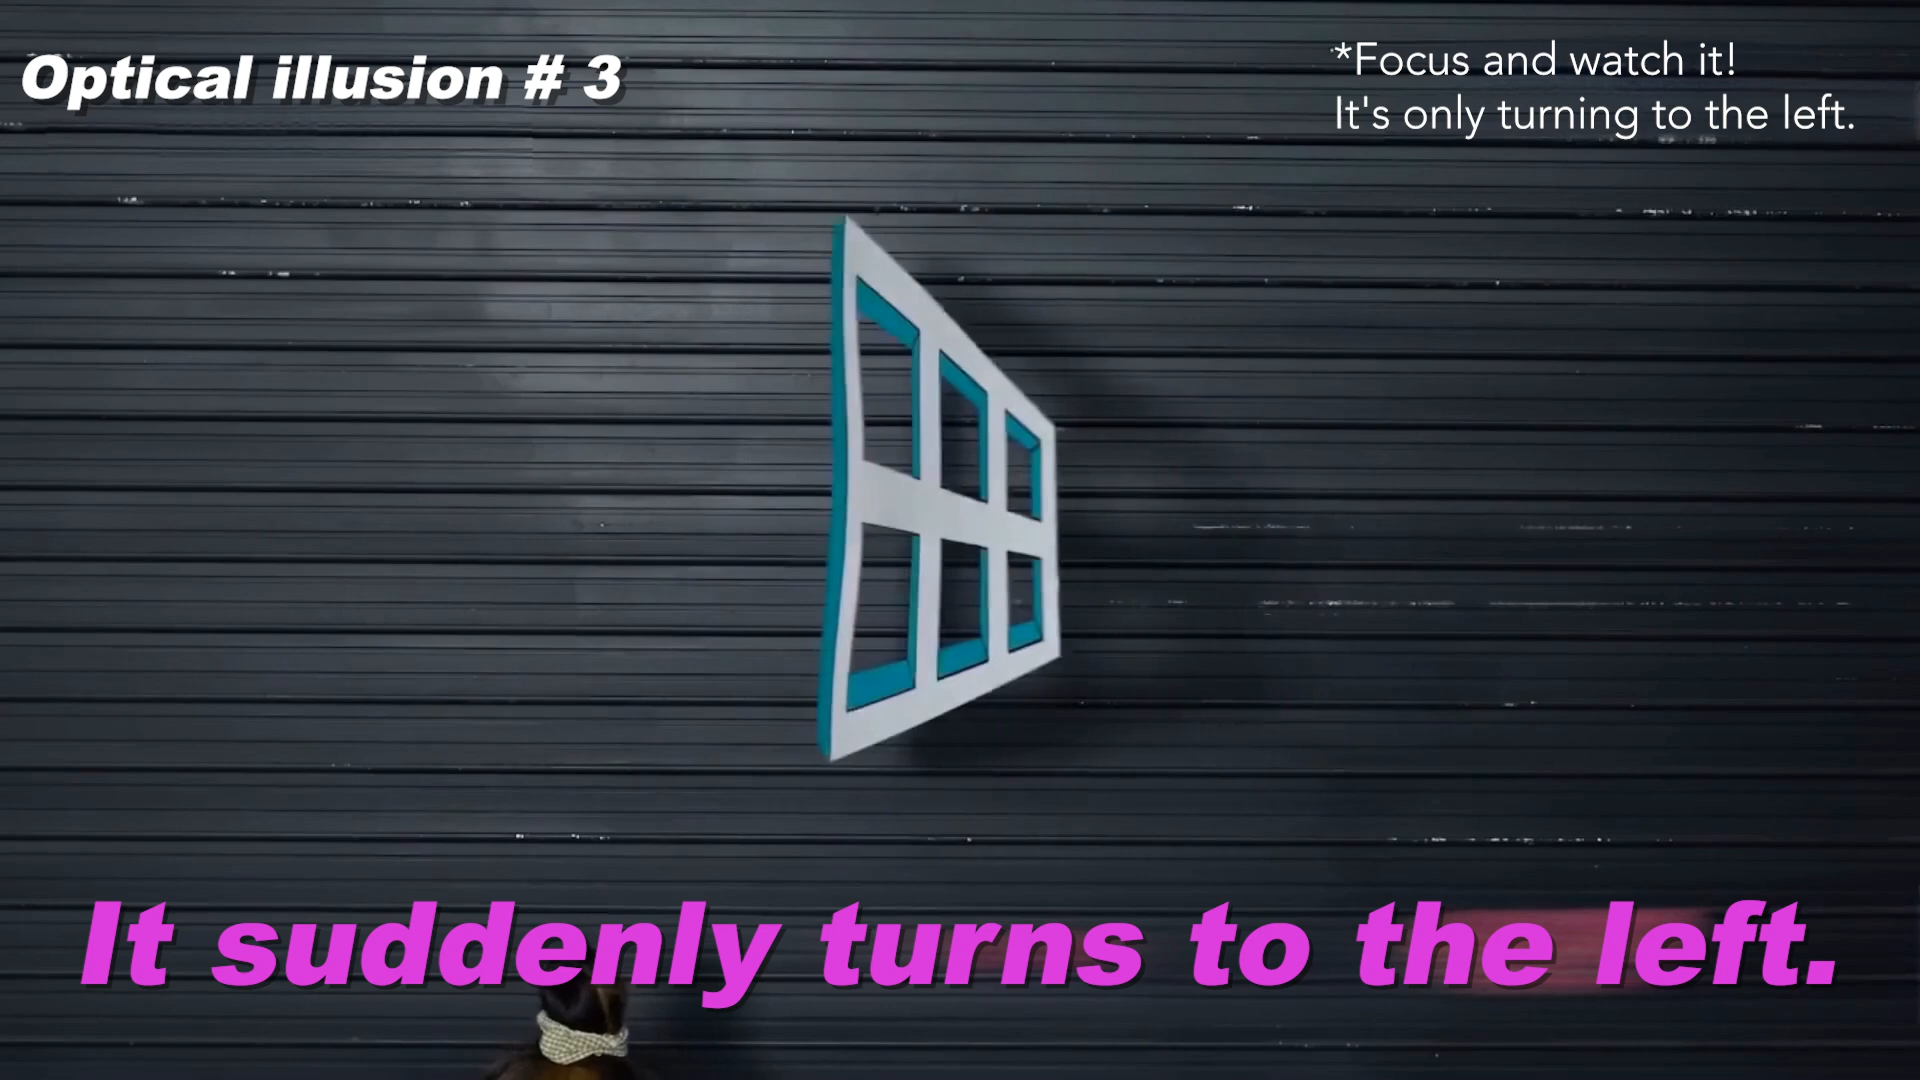 Optical illusion # 3
*Focus and watch it!
It's only turning to the left.
It suddenly turns to the left.